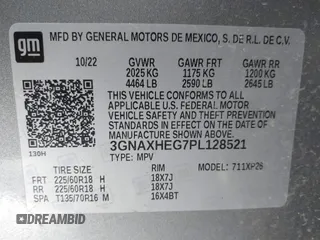 gm MFD BY GENERAL MOTORS DE MEXICO, S. DE R.L. DE C.V.
10/22 GVWR GAWR FRT GAWR RR
2025 KG 1175 KG 1200 KG
4464 LB 2590 LB 2645 LB
THIS VEHICLE CONFORMS TO ALL
APPLICABLE U.S. FEDERAL MOTOR
VEHICLE SAFETY AND THEFT
PREVENTION STANDARDS IN EFFECT
ON THE DATE OF MANUFACTURE
SHOWN ABOVE.
3GNAXHEG7PL128521
130H TYPE: MPV MODEL: 711XP26
TIRE SIZE RIM
FRT 225/60R18 H 18X7J
RR 225/60R18 H 18X7J
SPA T135/70R16 M 16X4BT
© DriveBidWin.com